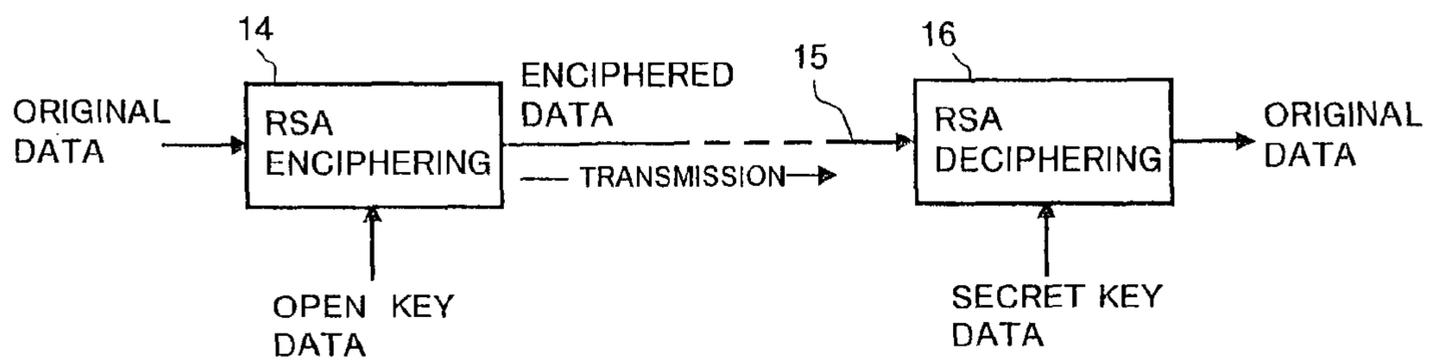 14
ORIGINAL
DATA
RSA
ENCIPHERING
OPEN KEY
DATA
ENCIPHERED
DATA
TRANSMISSION
15
16
RSA
DECIPHERING
SECRET KEY
DATA
ORIGINAL
DATA